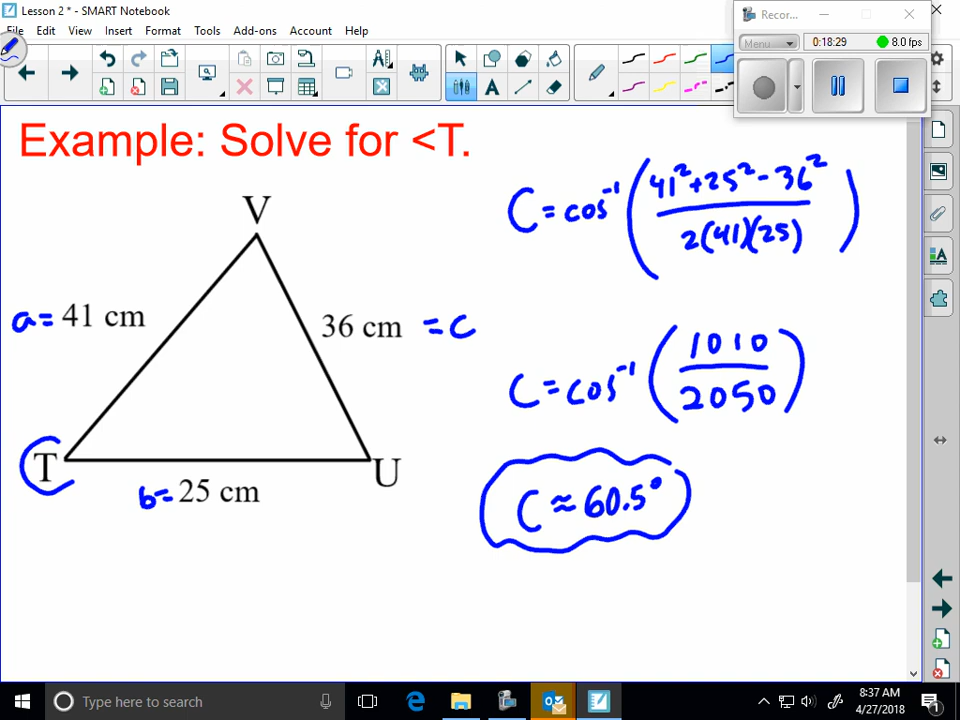 Lesson 2 * - SMART Notebook
Recor...
File Edit View Insert Format Tools Add-ons Account Help
Menu
0:18:29
8.0 fps
Example: Solve for <T.
C = cos⁻¹ (41² + 25² - 36² / 2(41)(25))
V
a = 41 cm
36 cm = C
C = cos⁻¹ (1010 / 2050)
T
U
b = 25 cm
C ≈ 60.5°
Type here to search
8:37 AM
4/27/2018
1